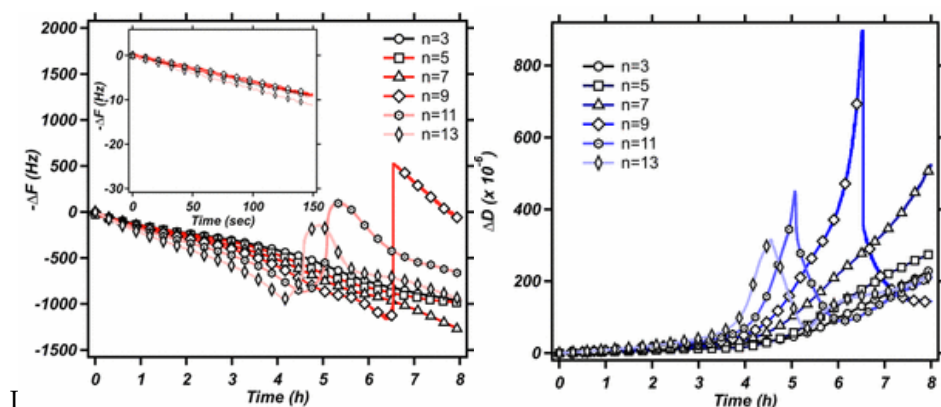 2000
1500
1000
500
0
-500
-1000
-1500
-ΔF (Hz)
0 1 2 3 4 5 6 7 8
Time (h)
n=3
n=5
n=7
n=9
n=11
n=13
0
-10
-20
-30
-ΔF (Hz)
0 50 100 150
Time (sec)
800
600
400
200
0
ΔD (x 10⁻⁶)
0 1 2 3 4 5 6 7 8
Time (h)
n=3
n=5
n=7
n=9
n=11
n=13
I